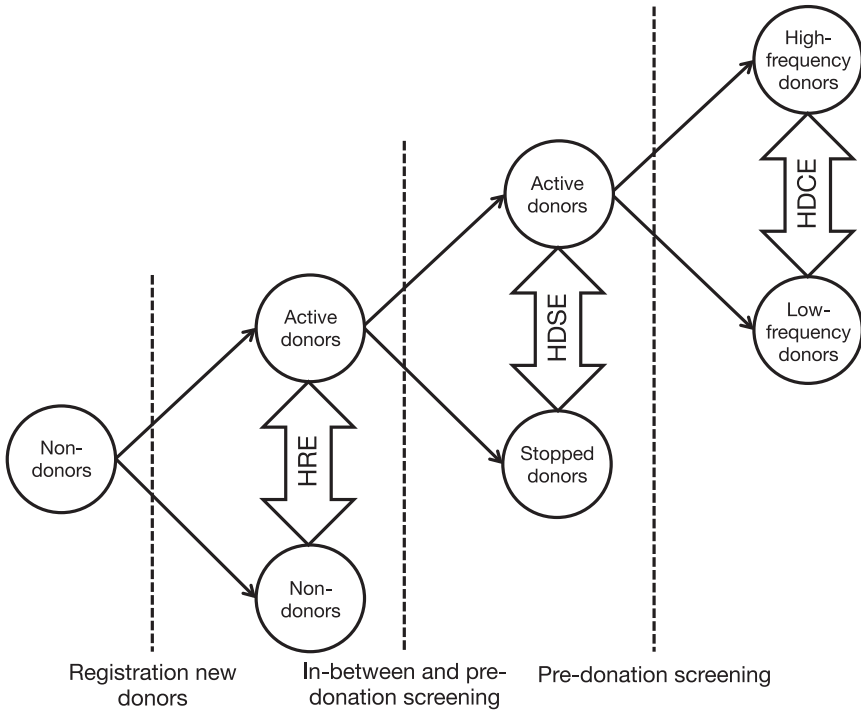 High-
frequency
donors
HDCE
Low-
frequency
donors
Active
donors
HDSE
Stopped
donors
Active
donors
HRE
Non-
donors
Non-
donors
Registration new
donors
In-between and pre-
donation screening
Pre-donation screening